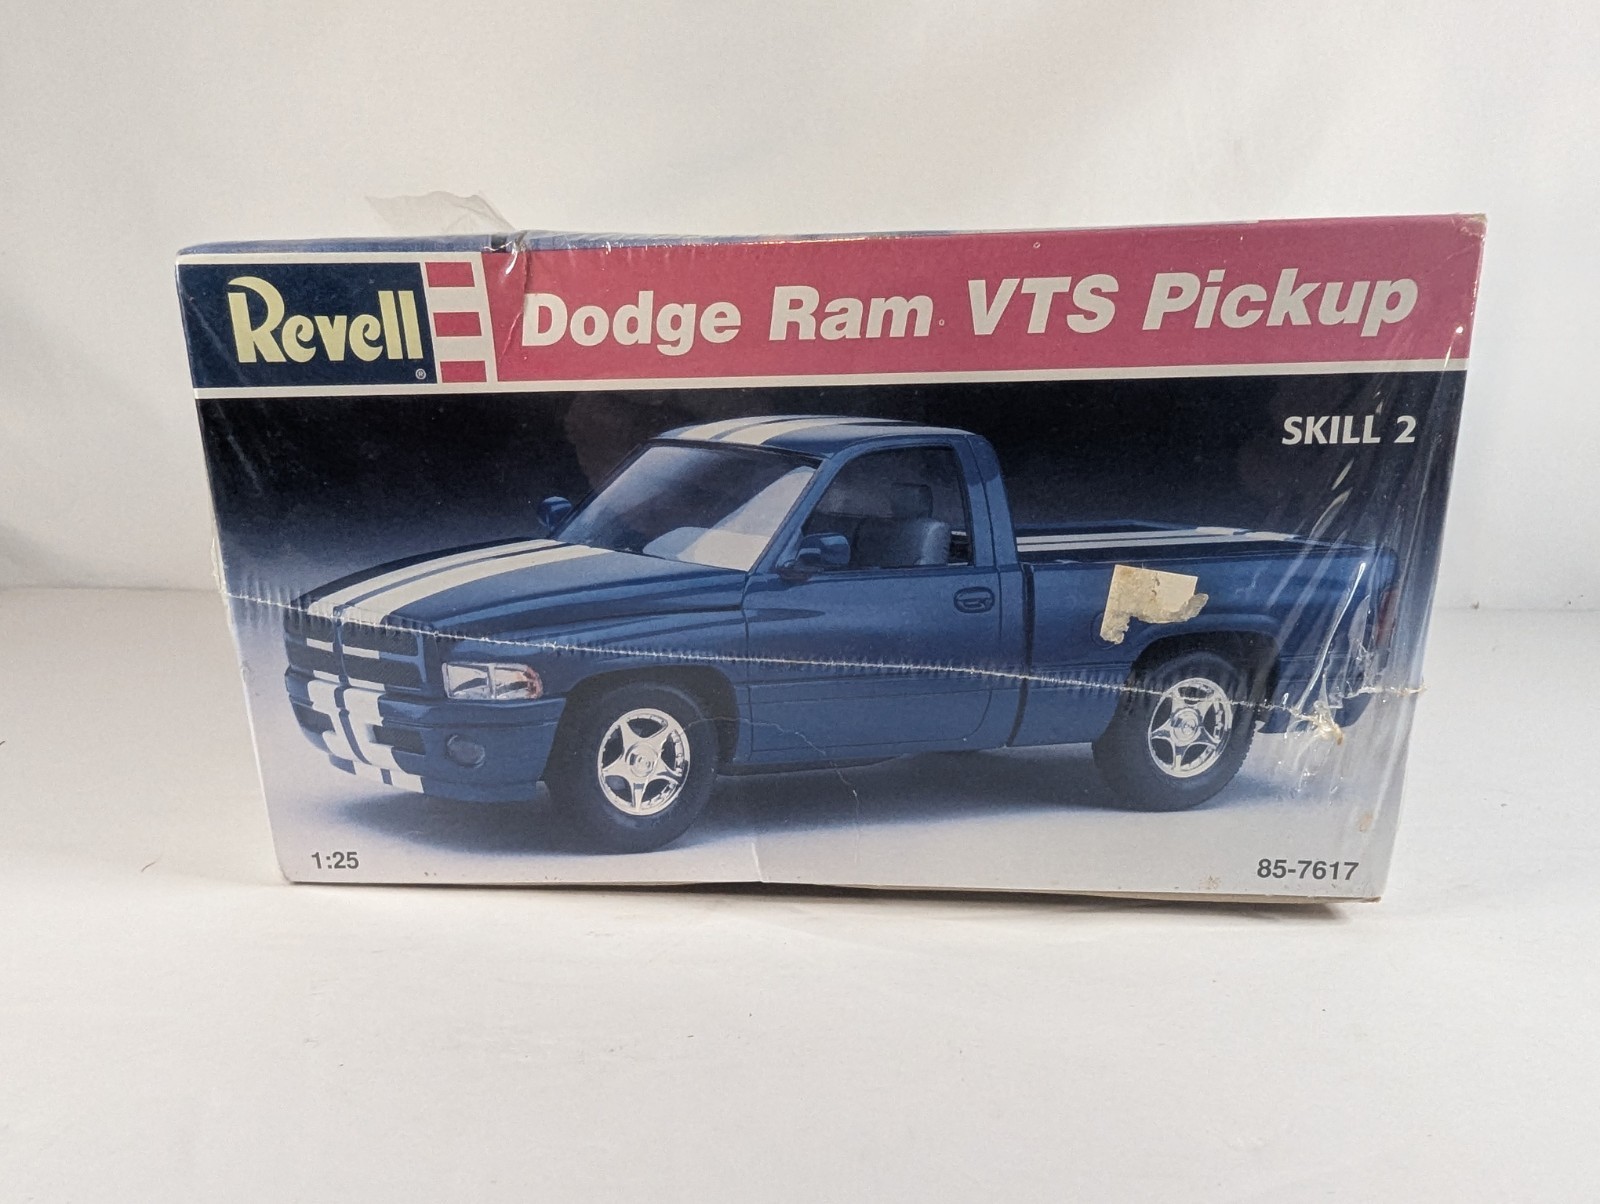 Revell®
Dodge Ram VTS Pickup
SKILL 2
1:25
85-7617